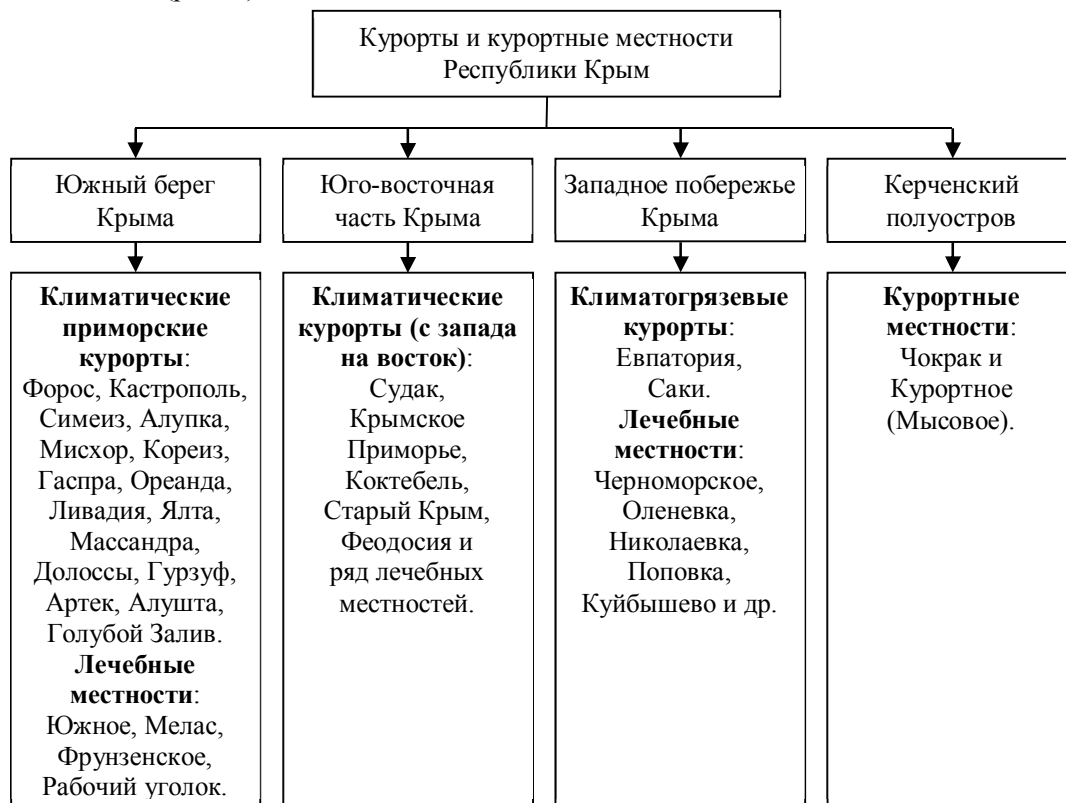 Курорты и курортные местности
Республики Крым
Южный берег
Крыма
Юго-восточная
часть Крыма
Западное побережье
Крыма
Керченский
полуостров
Климатические
приморские
курорты:
Форос, Кастрополь,
Симеиз, Алупка,
Мисхор, Кореиз,
Гаспра, Ореанда,
Ливадия, Ялта,
Массандра,
Долоссы, Гурзуф,
Артек, Алушта,
Голубой Залив.
Лечебные
местности:
Южное, Мелас,
Фрунзенское,
Рабочий уголок.
Климатические
курорты (с запада
на восток):
Судак,
Крымское
Приморье,
Коктебель,
Старый Крым,
Феодосия и
ряд лечебных
местностей.
Климатогрязевые
курорты:
Евпатория,
Саки.
Лечебные
местности:
Черноморское,
Оленевка,
Николаевка,
Поповка,
Куйбышево и др.
Курортные
местности:
Чокрак и
Курортное
(Мысовое).